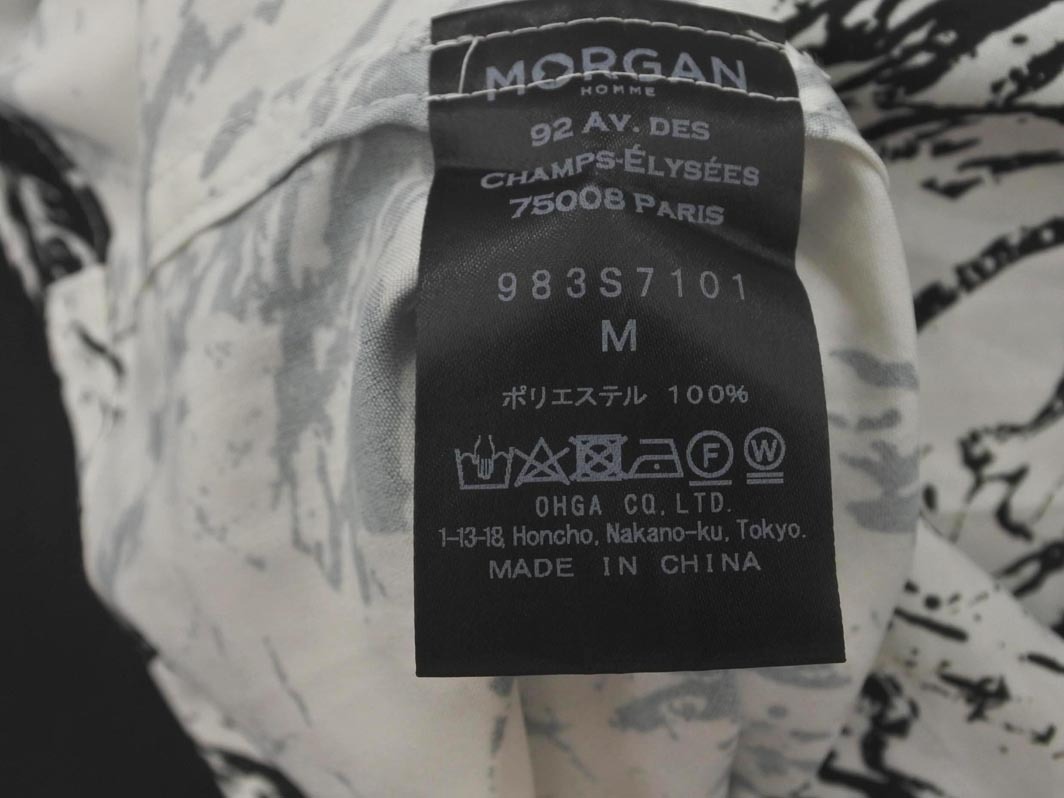 MORGAN
HOMME
92 AV. DES
CHAMPS-ÉLYSÉES
75008 PARIS
983S7101
M
ポリエステル 100%
F W
OHGA CO, LTD.
1-13-18, Honcho, Nakano-ku, Tokyo.
MADE IN CHINA